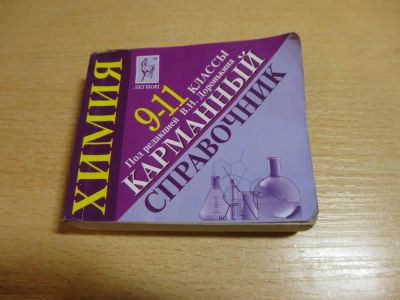 ХИМИЯ
ЛЕГИОН
9-11 КЛАССЫ
Под редакцией В.Н. Доронькина
КАРМАННЫЙ
СПРАВОЧНИК